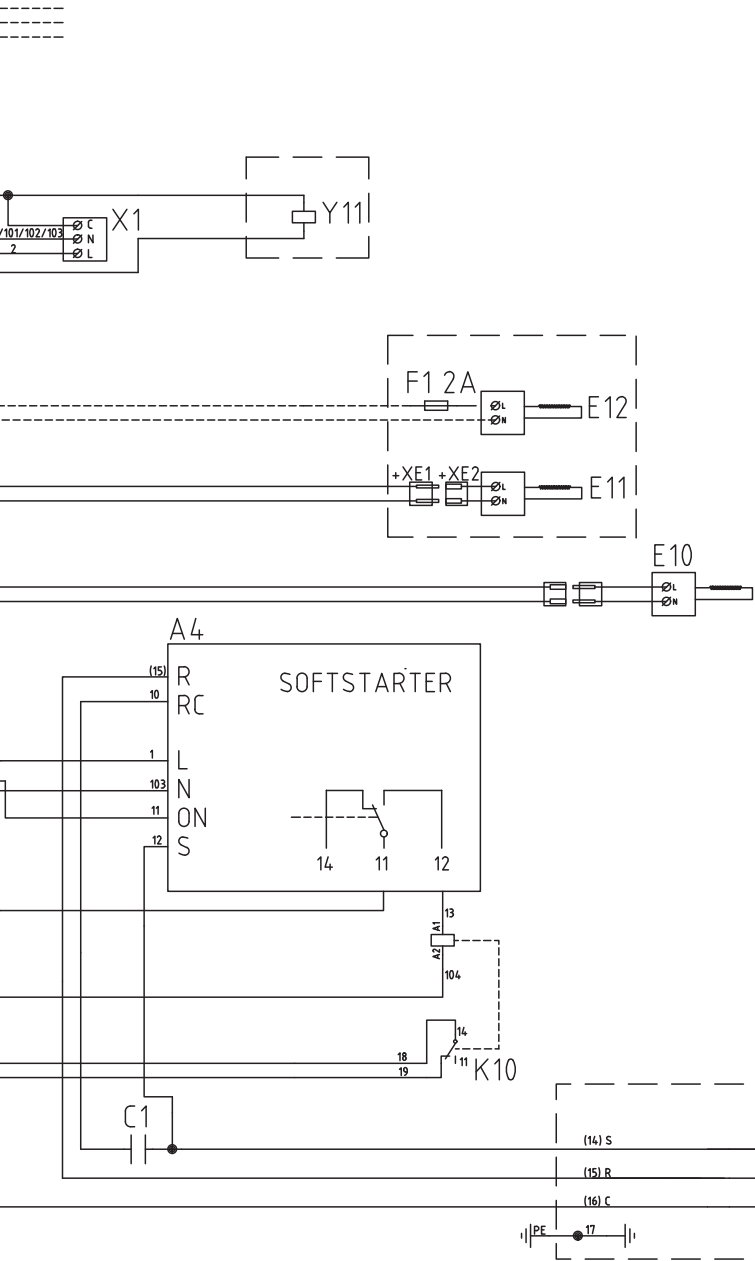 X1
C
/101/102/103
N
2
L
Y11
F1 2A
L
N
E12
+XE1 +XE2
L
N
E11
E10
L
N
A4
SOFTSTARTER
(15) R
10 RC
1 L
103 N
11 ON
12 S
14 11 12
13
A1
A2
104
14
18
11
19
K10
C1
(14) S
(15) R
(16) C
PE 17